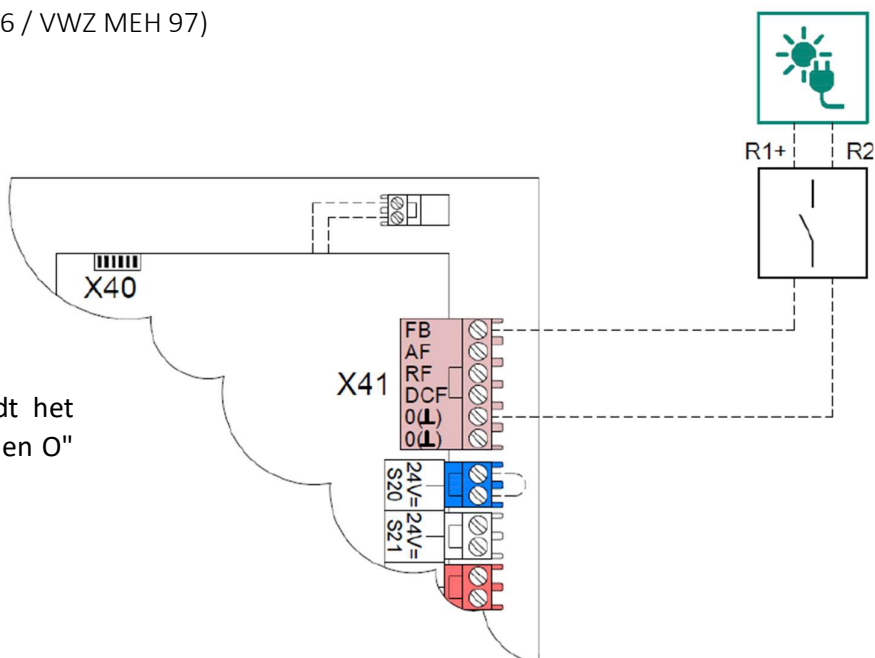 6 / VWZ MEH 97)
R1+ R2
X40
FB
AF
X41
RF
DCF
0(⊥)
0(⊥)
dt het
en O"
24V=
S20
24V=
S21